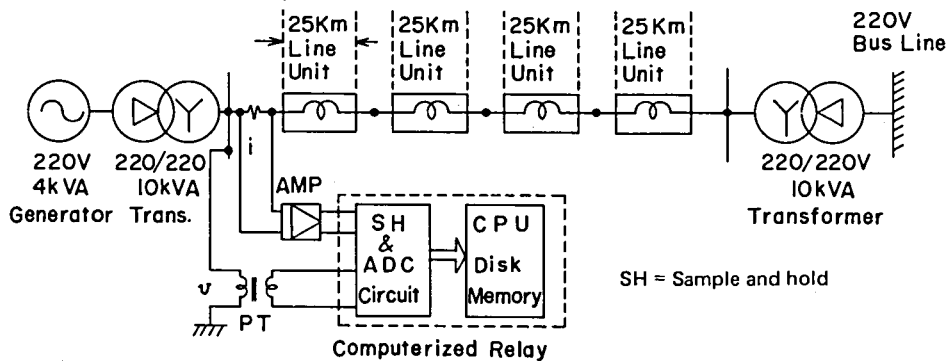 25Km
Line
Unit
25Km
Line
Unit
25Km
Line
Unit
25Km
Line
Unit
220V
Bus Line
220V
4kVA
Generator
220/220
10kVA
Trans.
i
220/220V
10kVA
Transformer
AMP
SH
&
ADC
Circuit
CPU
Disk
Memory
SH = Sample and hold
v
PT
Computerized Relay